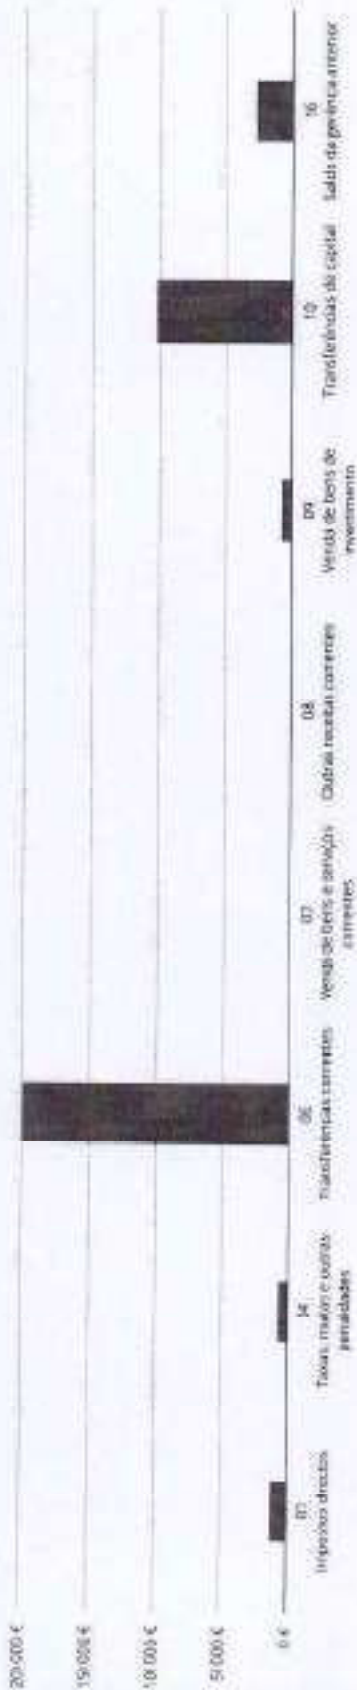 20 000 €
15 000 €
10 000 €
5 000 €
0 €
Impostos directos
04
Taxas, multas e outras
penalidades
06
Transferências correntes
07
Venda de bens e serviços
correntes
08
Outras receitas correntes
09
Venda de bens de
investimento
10
Transferências de capital
16
Saldo da gerência anterior